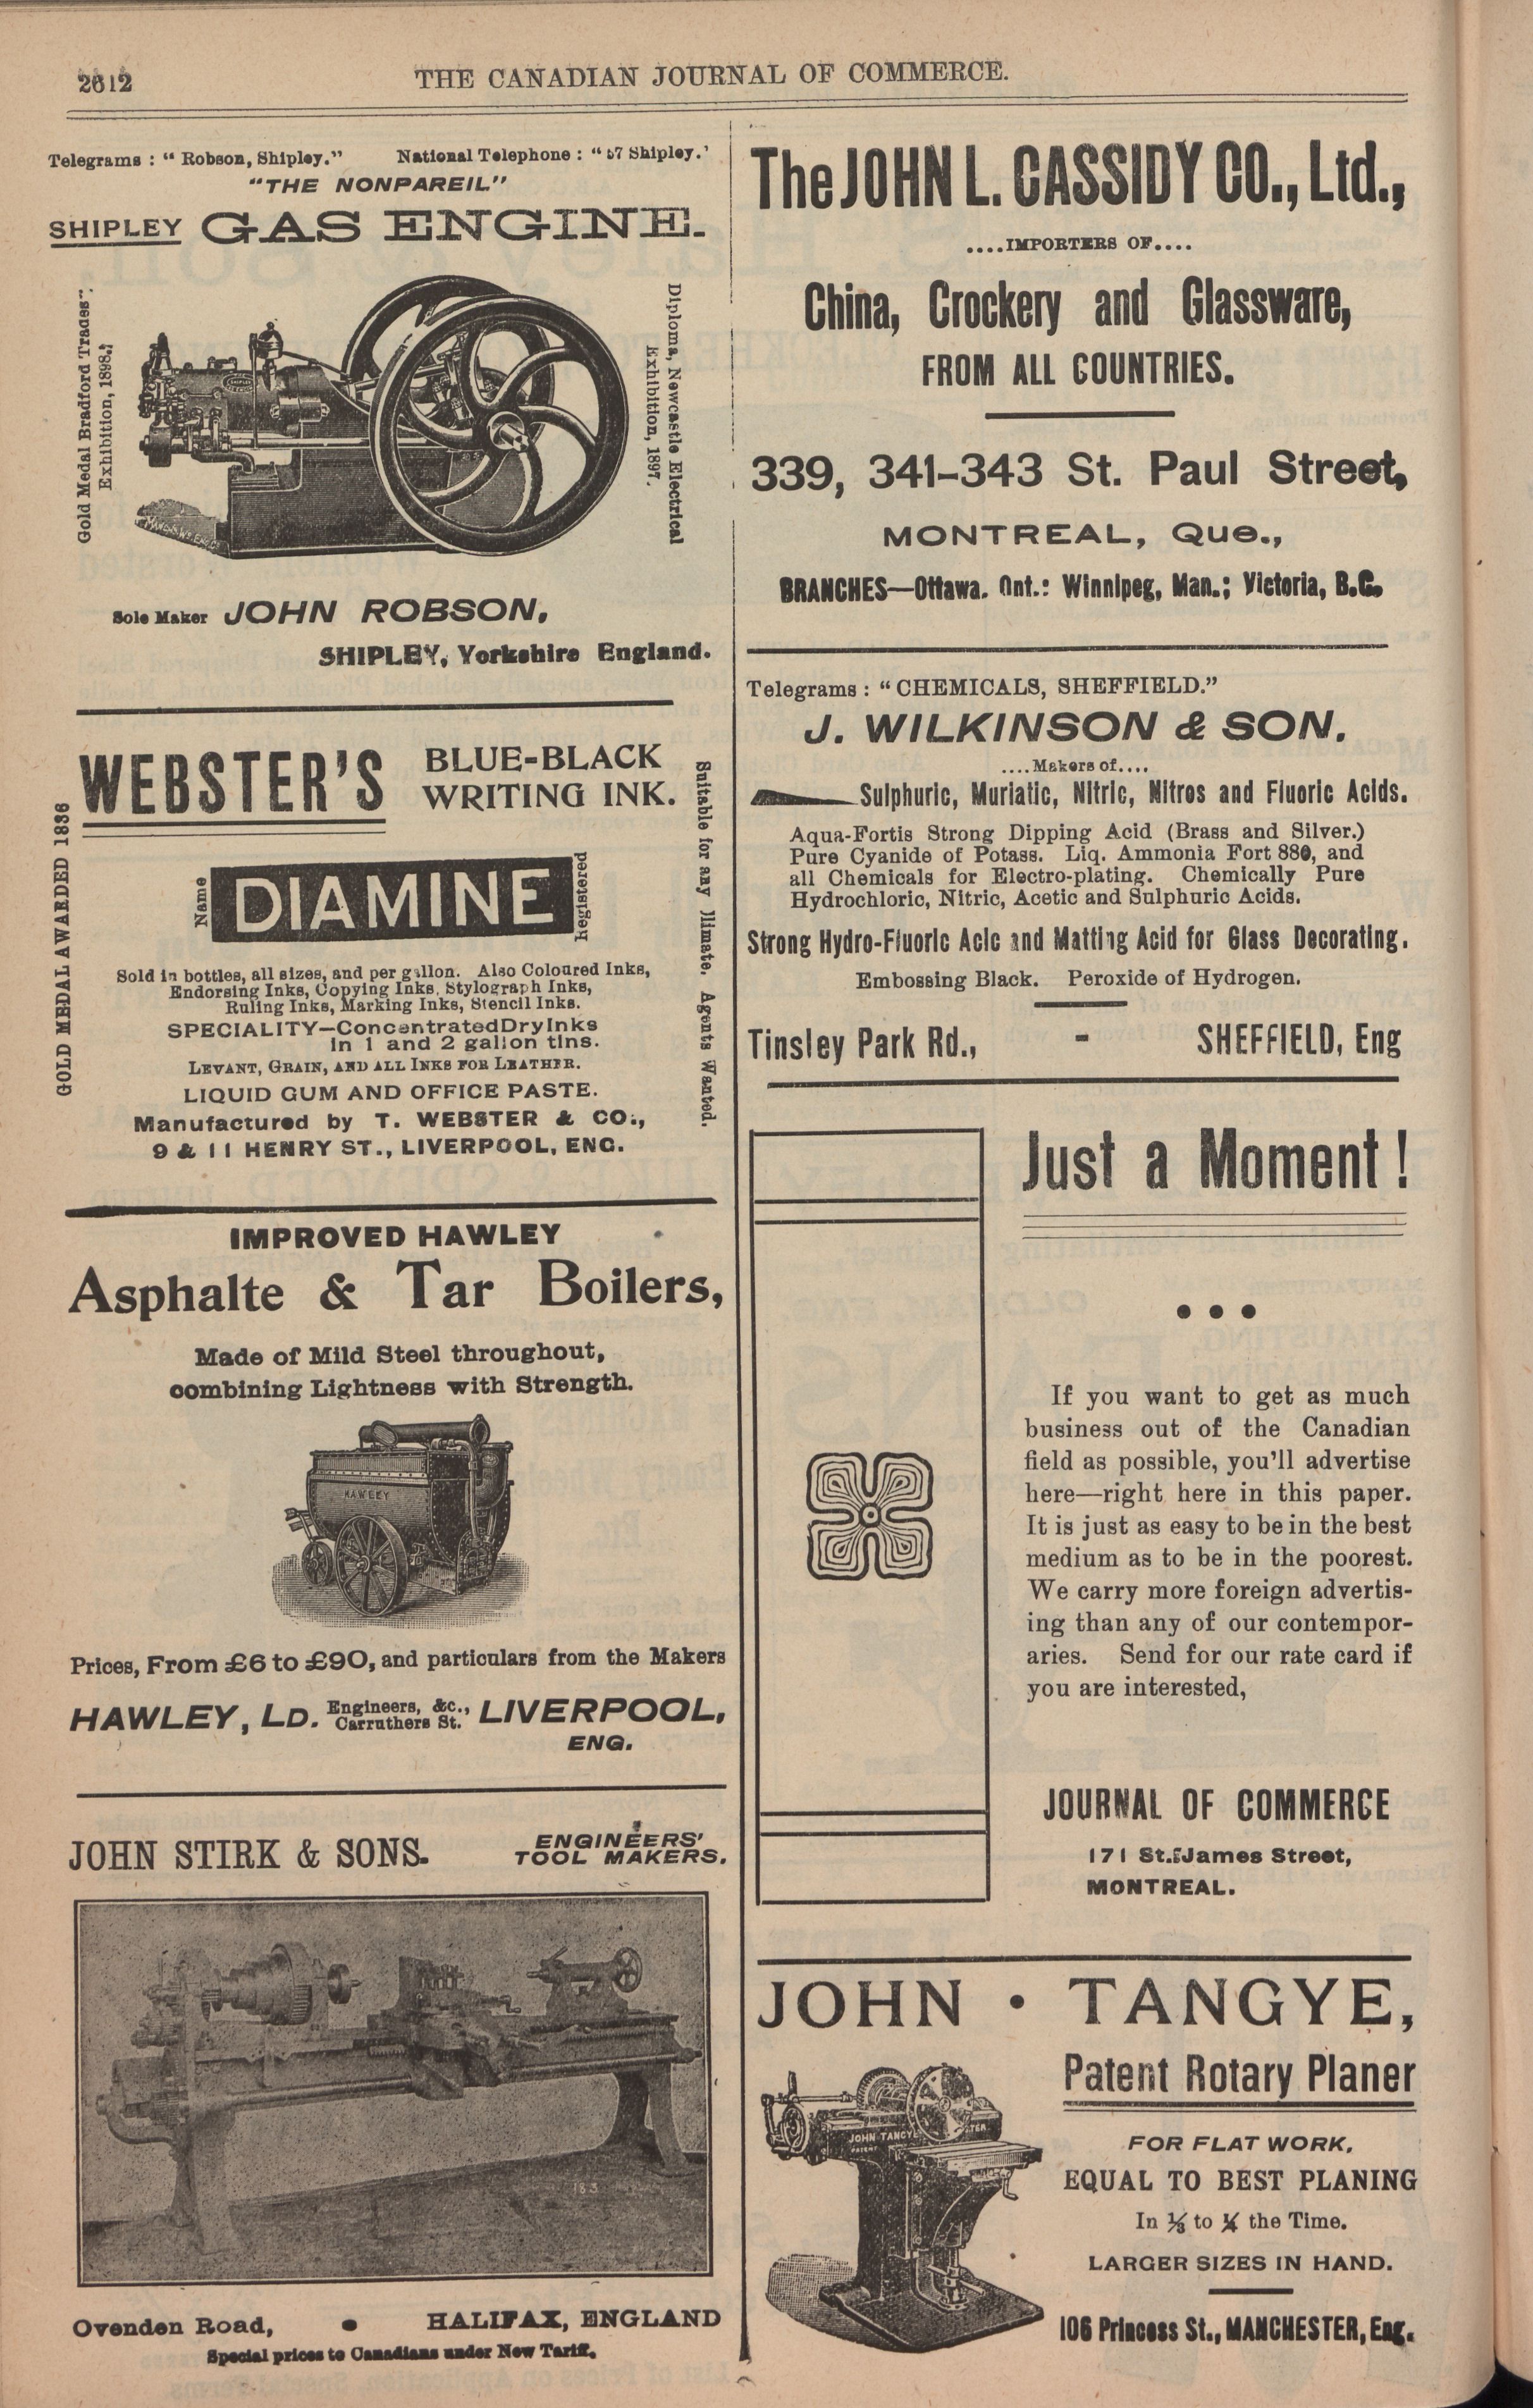 2612
THE CANADIAN JOURNAL OF COMMERCE.
Telegrams : " Robson, Shipley." National Telephone : " 57 Shipley.'
"THE NONPAREIL"
SHIPLEY GAS ENGINE.
Gold Medal Bradford Trades'
Exhibition, 1898.
Diploma, Newcastle Electrical
Exhibition, 1897.
Sole Maker JOHN ROBSON,
SHIPLEY, Yorkshire England.
WEBSTER'S BLUE-BLACK
WRITING INK.
GOLD MEDAL AWARDED 1836
Name DIAMINE Registered
Suitable for any limate. Agents Wanted.
Sold in bottles, all sizes, and per gallon. Also Coloured Inks,
Endorsing Inks, Copying Inks, Stylograph Inks,
Ruling Inks, Marking Inks, Stencil Inks.
SPECIALITY—Concentrated Dry Inks
in 1 and 2 gallon tins.
LEVANT, GRAIN, AND ALL INKS FOR LEATHER.
LIQUID GUM AND OFFICE PASTE.
Manufactured by T. WEBSTER & CO.,
9 & 11 HENRY ST., LIVERPOOL, ENG.
IMPROVED HAWLEY
Asphalte & Tar Boilers,
Made of Mild Steel throughout,
combining Lightness with Strength.
HAWLEY
Prices, From £6 to £90, and particulars from the Makers
HAWLEY, LD. Engineers, &c., Carruthers St. LIVERPOOL,
ENG.
JOHN STIRK & SONS. ENGINEERS'
TOOL MAKERS.
183
Ovenden Road, • HALIFAX, ENGLAND
Special prices to Canadians under New Tariff.
The JOHN L. CASSIDY CO., Ltd.,
....IMPORTERS OF....
China, Crockery and Glassware,
FROM ALL COUNTRIES.
339, 341-343 St. Paul Street,
MONTREAL, Que.,
BRANCHES—Ottawa. Ont.: Winnipeg, Man.; Victoria, B.C.
Telegrams : "CHEMICALS, SHEFFIELD."
J. WILKINSON & SON.
....Makers of....
Sulphuric, Muriatic, Nitric, Nitros and Fluoric Acids.
Aqua-Fortis Strong Dipping Acid (Brass and Silver.)
Pure Cyanide of Potass. Liq. Ammonia Fort 880, and
all Chemicals for Electro-plating. Chemically Pure
Hydrochloric, Nitric, Acetic and Sulphuric Acids.
Strong Hydro-Fluoric Acic and Matting Acid for Glass Decorating.
Embossing Black. Peroxide of Hydrogen.
Tinsley Park Rd., - SHEFFIELD, Eng
Just a Moment !
• • •
If you want to get as much
business out of the Canadian
field as possible, you'll advertise
here—right here in this paper.
It is just as easy to be in the best
medium as to be in the poorest.
We carry more foreign advertis-
ing than any of our contempor-
aries. Send for our rate card if
you are interested,
JOURNAL OF COMMERCE
171 St. James Street,
MONTREAL.
JOHN • TANGYE,
Patent Rotary Planer
JOHN TANGYE
FOR FLAT WORK,
EQUAL TO BEST PLANING
In ⅓ to ¼ the Time.
LARGER SIZES IN HAND.
106 Princess St., MANCHESTER, Eng.